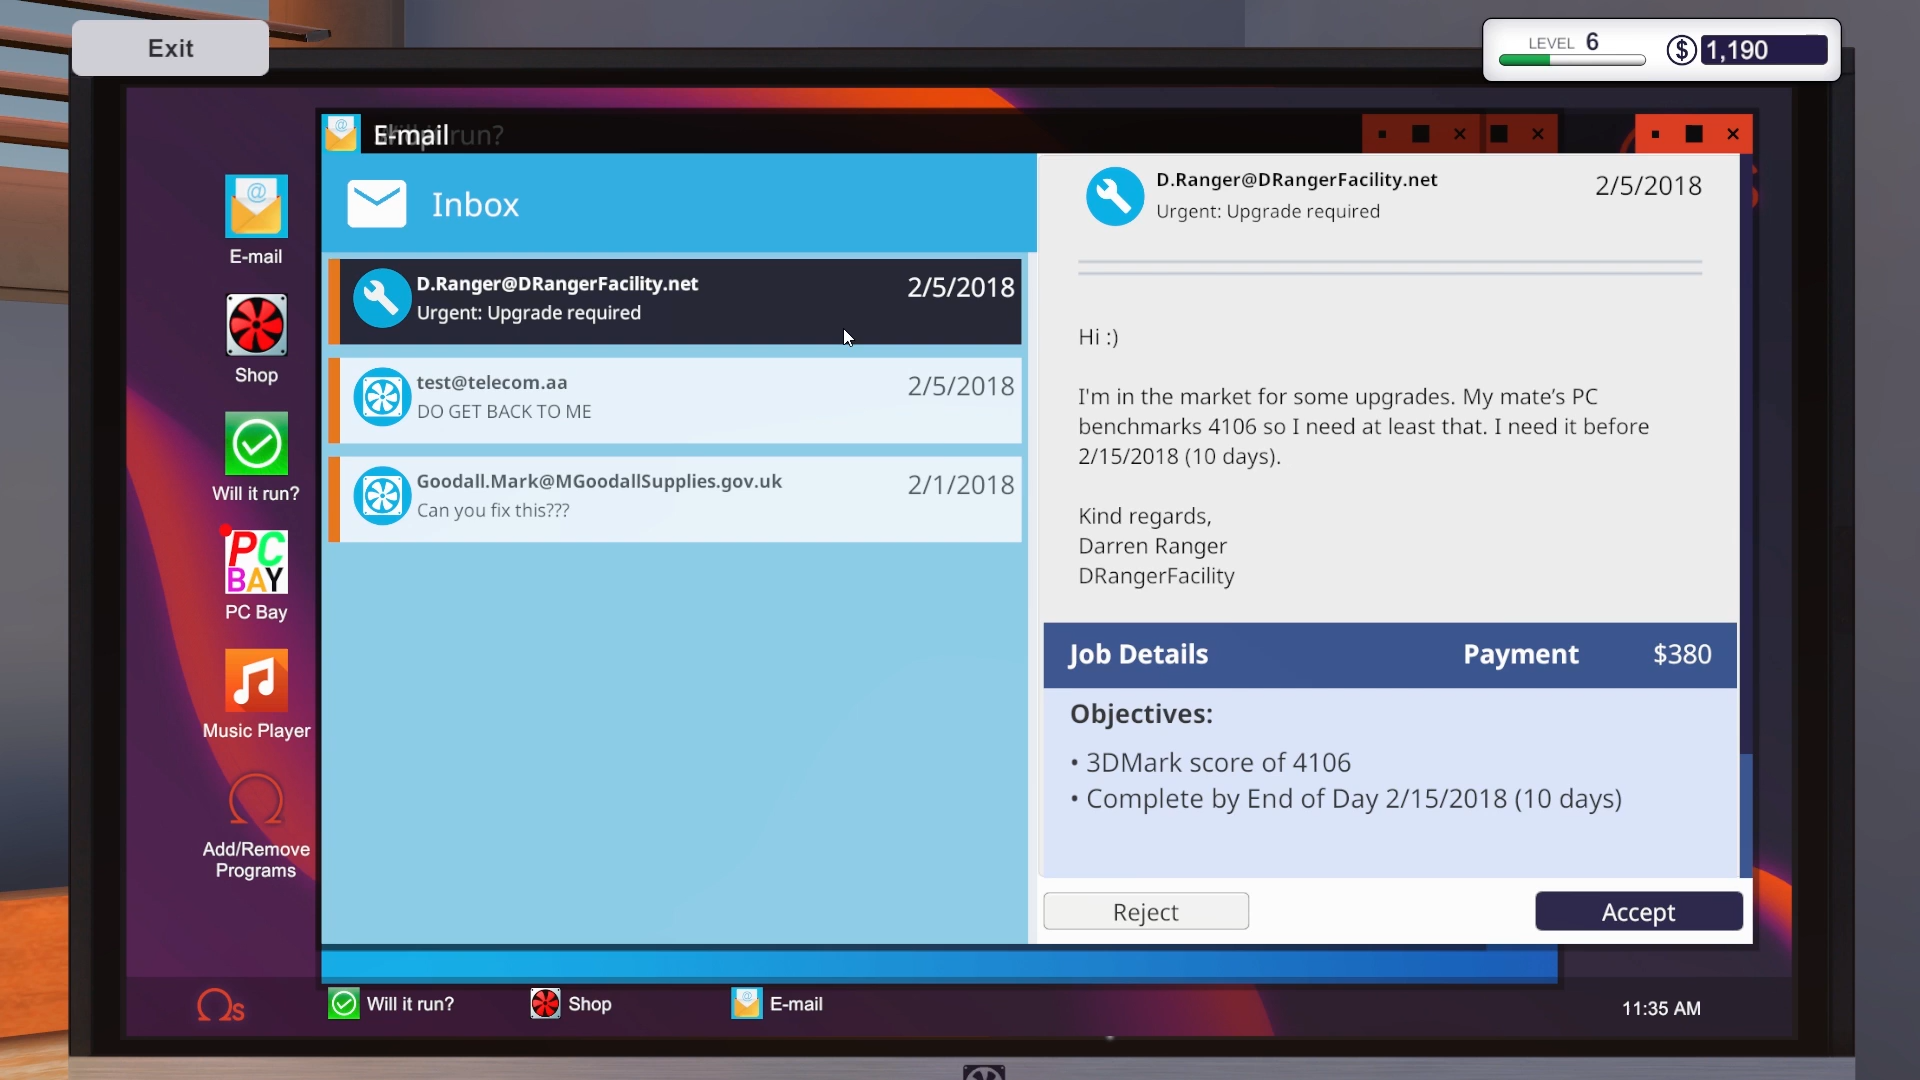 Exit
LEVEL 6
$ 1,190
E-mail
E-mail
Shop
Will it run?
PC
BAY
PC Bay
Music Player
Add/Remove
Programs
Inbox
D.Ranger@DRangerFacility.net
2/5/2018
Urgent: Upgrade required
test@telecom.aa
2/5/2018
DO GET BACK TO ME
Goodall.Mark@MGoodallSupplies.gov.uk
2/1/2018
Can you fix this???
D.Ranger@DRangerFacility.net
2/5/2018
Urgent: Upgrade required
Hi :)
I'm in the market for some upgrades. My mate’s PC
benchmarks 4106 so I need at least that. I need it before
2/15/2018 (10 days).
Kind regards,
Darren Ranger
DRangerFacility
Job Details Payment $380
Objectives:
• 3DMark score of 4106
• Complete by End of Day 2/15/2018 (10 days)
Reject
Accept
Ωs
Will it run?
Shop
E-mail
11:35 AM